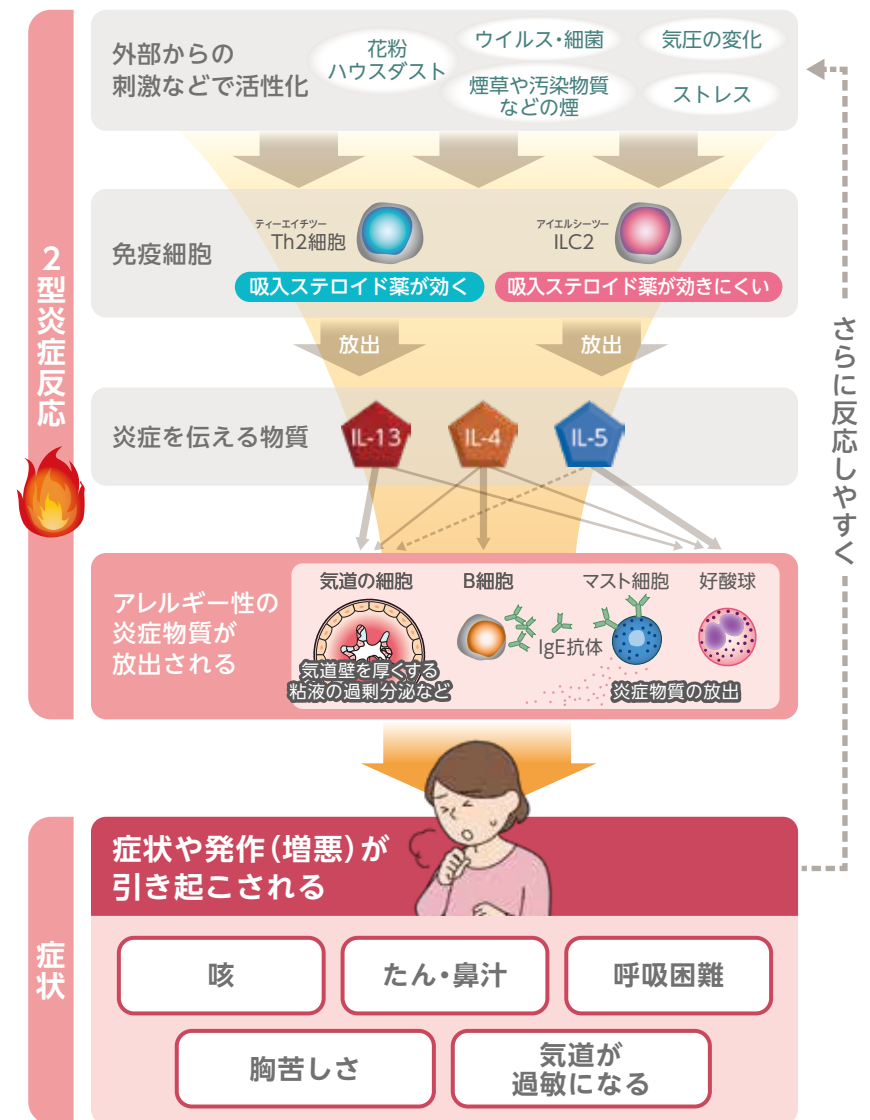 外部からの
刺激などで活性化
花粉
ハウスダスト
ウイルス・細菌
煙草や汚染物質
などの煙
気圧の変化
ストレス
2型炎症反応
免疫細胞
ティーエイチツー
Th2細胞
吸入ステロイド薬が効く
アイエルシーツー
ILC2
吸入ステロイド薬が効きにくい
放出
放出
炎症を伝える物質
IL-13
IL-4
IL-5
さらに反応しやすく
アレルギー性の
炎症物質が
放出される
気道の細胞
気道壁を厚くする
粘液の過剰分泌など
B細胞
IgE抗体
マスト細胞
好酸球
炎症物質の放出
症状
症状や発作(増悪)が
引き起こされる
咳
たん・鼻汁
呼吸困難
胸苦しさ
気道が
過敏になる